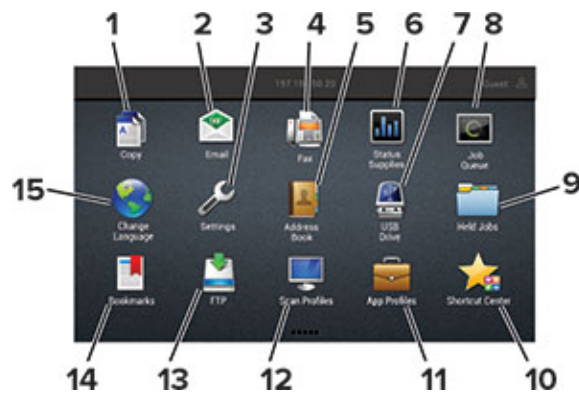 1 2 3 4 5 6 7 8
Guest
Copy Email Fax Status Supplies Job Queue
15 9
Change Language Settings Address Book USB Drive Held Jobs
Bookmarks FTP Scan Profiles App Profiles Shortcut Center
14 13 12 11 10